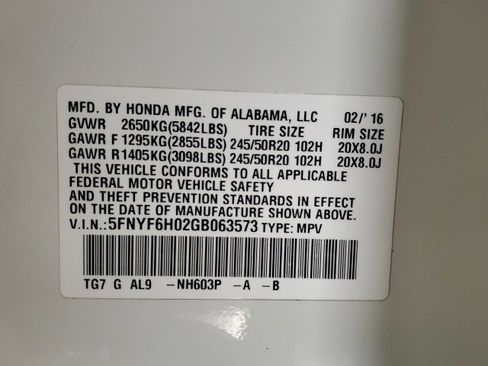 MFD. BY HONDA MFG. OF ALABAMA, LLC 02/' 16
GVWR 2650KG(5842LBS) TIRE SIZE RIM SIZE
GAWR F 1295KG(2855LBS) 245/50R20 102H 20X8.0J
GAWR R 1405KG(3098LBS) 245/50R20 102H 20X8.0J
THIS VEHICLE CONFORMS TO ALL APPLICABLE
FEDERAL MOTOR VEHICLE SAFETY
AND THEFT PREVENTION STANDARDS IN EFFECT
ON THE DATE OF MANUFACTURE SHOWN ABOVE.
V.I.N.:5FNYF6H02GB063573 TYPE: MPV
TG7 G AL9 -NH603P -A -B